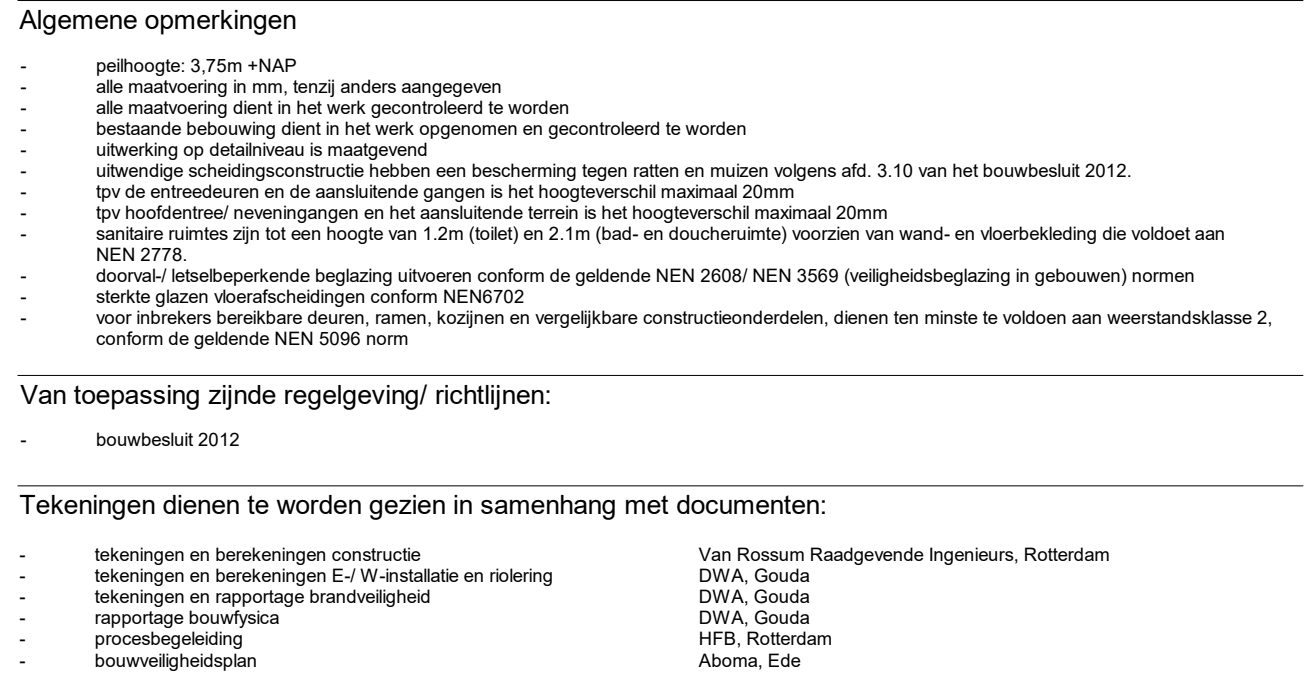 Algemene opmerkingen
- peilhoogte: 3,75m +NAP
- alle maatvoering in mm, tenzij anders aangegeven
- alle maatvoering dient in het werk gecontroleerd te worden
- bestaande bebouwing dient in het werk opgenomen en gecontroleerd te worden
- uitwerking op detailniveau is maatgevend
- uitwendige scheidingsconstructie hebben een bescherming tegen ratten en muizen volgens afd. 3.10 van het bouwbesluit 2012.
- tpv de entreedeuren en de aansluitende gangen is het hoogteverschil maximaal 20mm
- tpv hoofdentree/ neveningangen en het aansluitende terrein is het hoogteverschil maximaal 20mm
- sanitaire ruimtes zijn tot een hoogte van 1.2m (toilet) en 2.1m (bad- en doucheruimte) voorzien van wand- en vloerbekleding die voldoet aan
NEN 2778.
- doorval-/ letselbeperkende beglazing uitvoeren conform de geldende NEN 2608/ NEN 3569 (veiligheidsbeglazing in gebouwen) normen
- sterkte glazen vloerafscheidingen conform NEN6702
- voor inbrekers bereikbare deuren, ramen, kozijnen en vergelijkbare constructieonderdelen, dienen ten minste te voldoen aan weerstandsklasse 2,
conform de geldende NEN 5096 norm
Van toepassing zijnde regelgeving/ richtlijnen:
- bouwbesluit 2012
Tekeningen dienen te worden gezien in samenhang met documenten:
- tekeningen en berekeningen constructie Van Rossum Raadgevende Ingenieurs, Rotterdam
- tekeningen en berekeningen E-/ W-installatie en riolering DWA, Gouda
- tekeningen en rapportage brandveiligheid DWA, Gouda
- rapportage bouwfysica DWA, Gouda
- procesbegeleiding HFB, Rotterdam
- bouwveiligheidsplan Aboma, Ede